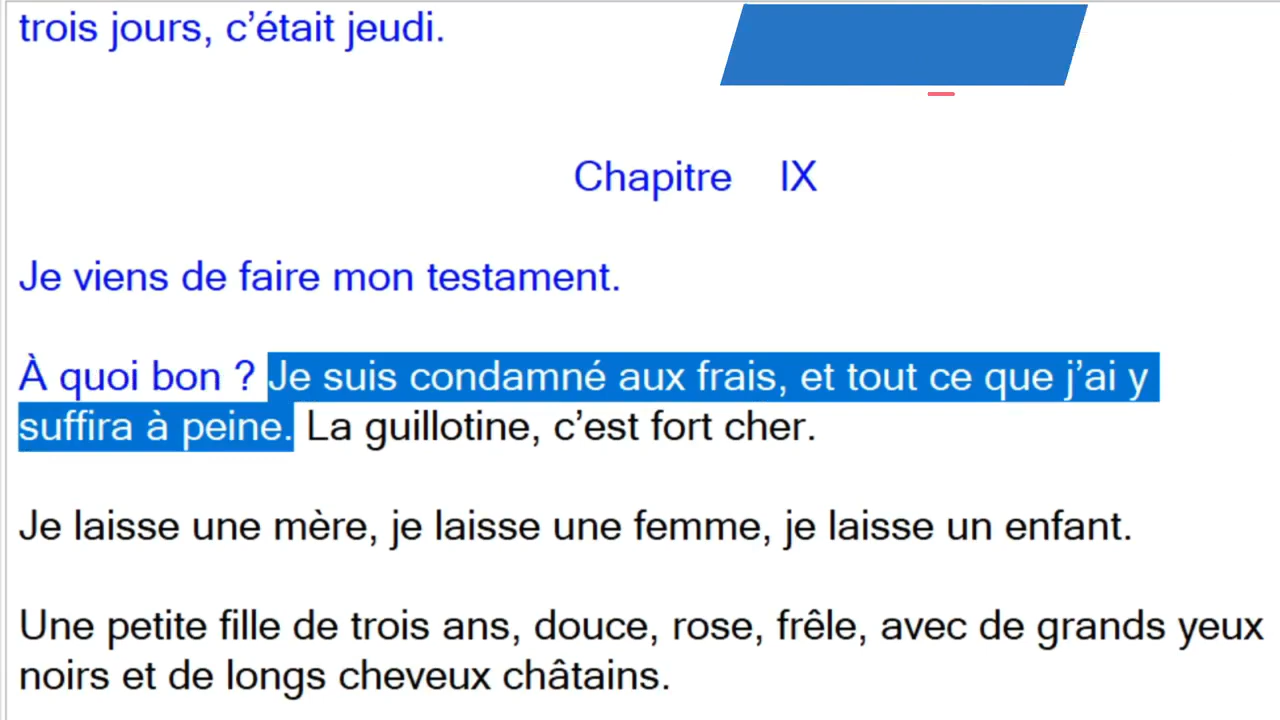 trois jours, c’était jeudi.
Chapitre IX
Je viens de faire mon testament.
À quoi bon ? Je suis condamné aux frais, et tout ce que j’ai y
suffira à peine. La guillotine, c’est fort cher.
Je laisse une mère, je laisse une femme, je laisse un enfant.
Une petite fille de trois ans, douce, rose, frêle, avec de grands yeux
noirs et de longs cheveux châtains.